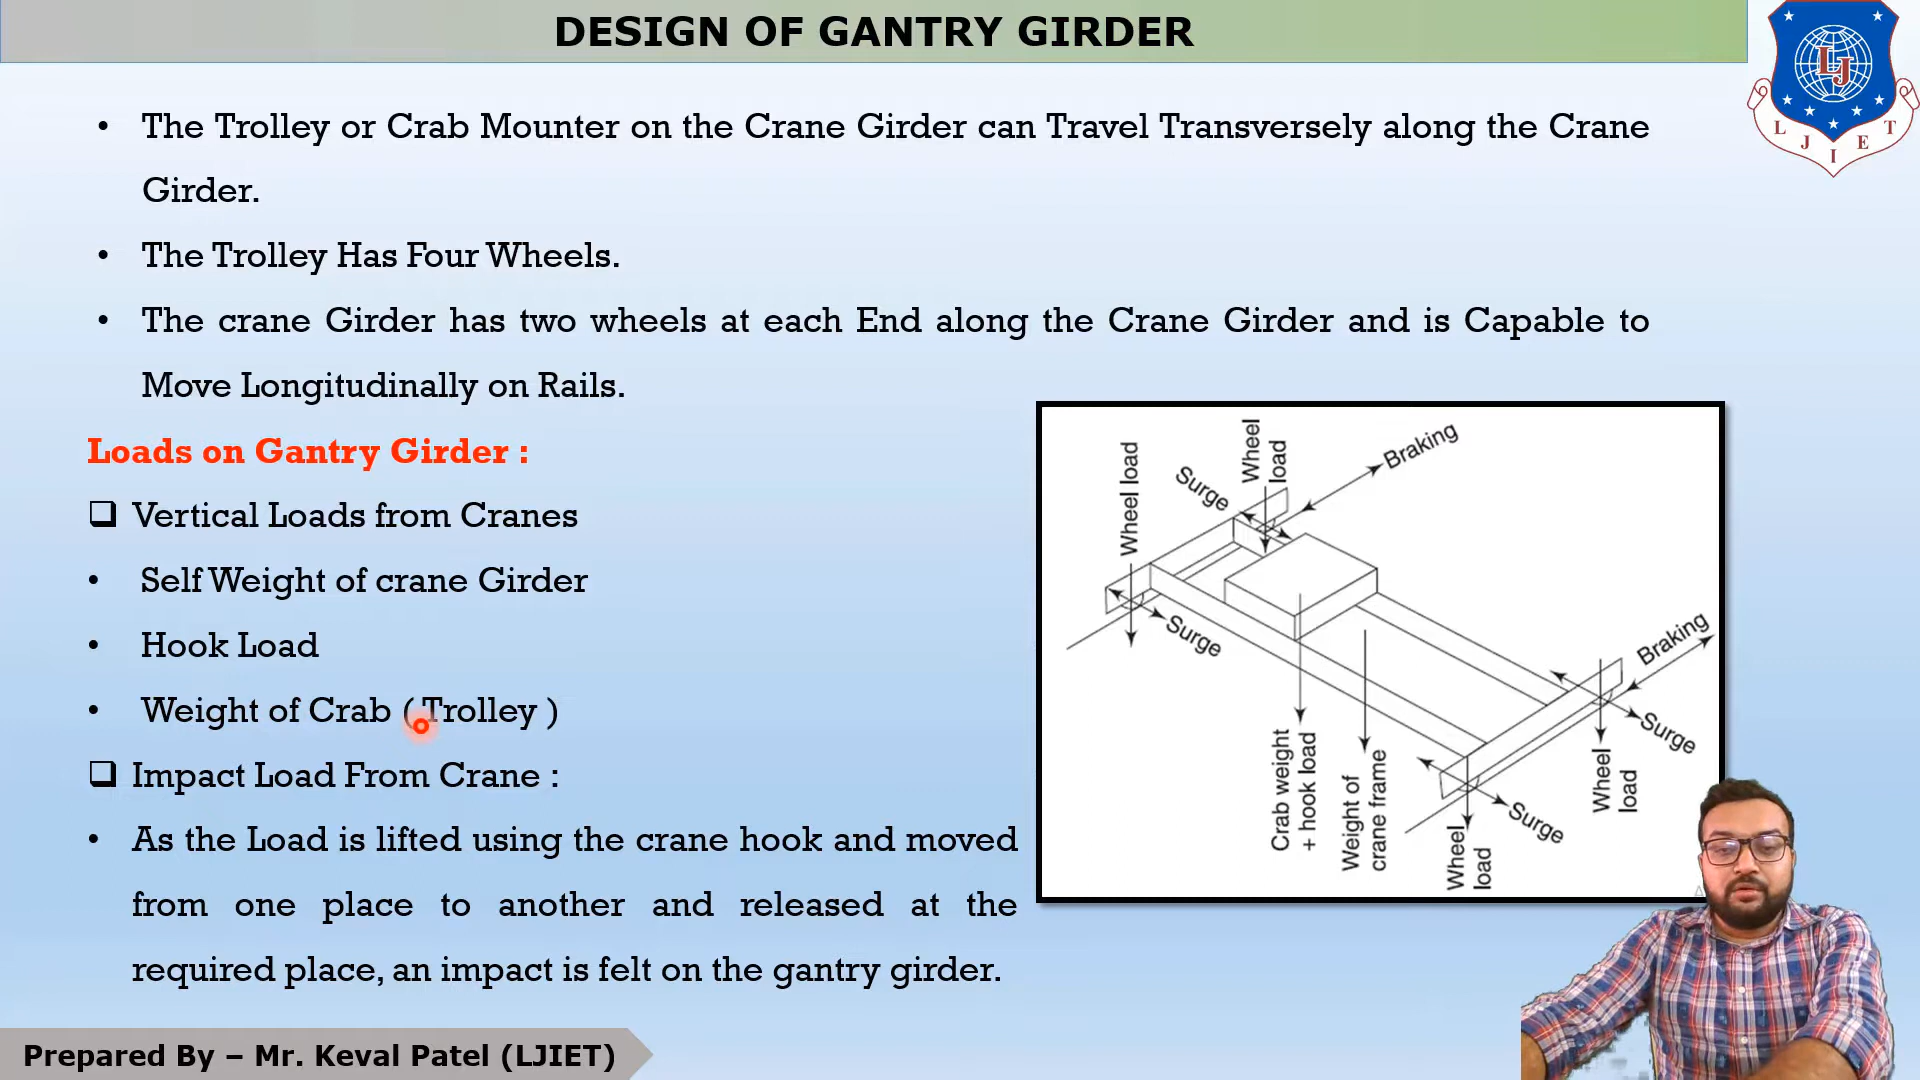 DESIGN OF GANTRY GIRDER
• The Trolley or Crab Mounter on the Crane Girder can Travel Transversely along the Crane
Girder.
• The Trolley Has Four Wheels.
• The crane Girder has two wheels at each End along the Crane Girder and is Capable to
Move Longitudinally on Rails.
Loads on Gantry Girder :
❑ Vertical Loads from Cranes
• Self Weight of crane Girder
• Hook Load
• Weight of Crab ( Trolley )
❑ Impact Load From Crane :
• As the Load is lifted using the crane hook and moved
from one place to another and released at the
required place, an impact is felt on the gantry girder.
Wheel load
Surge
Wheel
load
Braking
Surge
Braking
Surge
Crab weight
+ hook load
Weight of
crane frame
Wheel
load
Surge
Wheel
load
LJ
L J I E T
Prepared By – Mr. Keval Patel (LJIET)